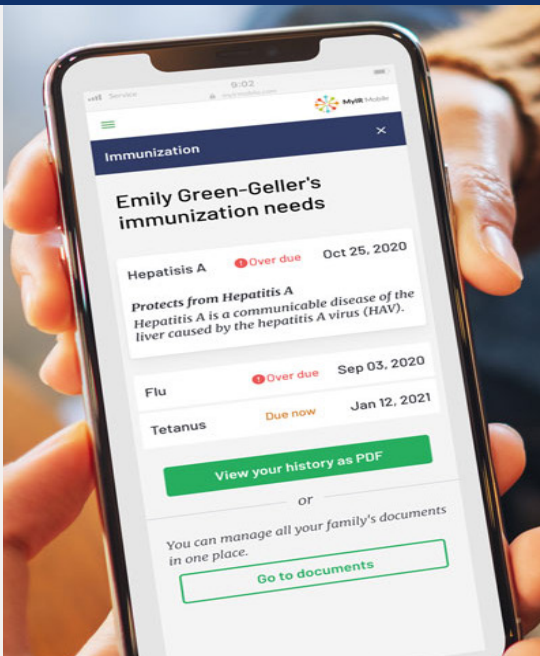 Service
9:02
MyIR Mobile
Immunization
×
Emily Green-Geller's
immunization needs
Hepatisis A
Over due
Oct 25, 2020
Protects from Hepatitis A
Hepatitis A is a communicable disease of the
liver caused by the hepatitis A virus (HAV).
Flu
Over due
Sep 03, 2020
Tetanus
Due now
Jan 12, 2021
View your history as PDF
or
You can manage all your family's documents
in one place.
Go to documents